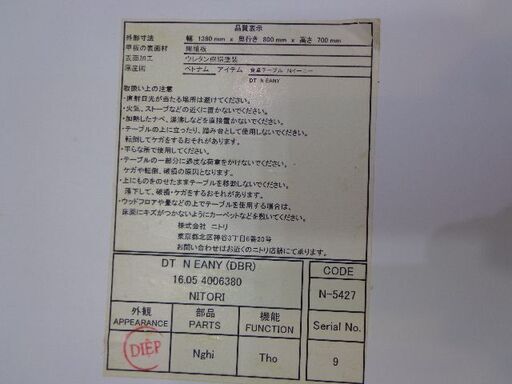 品質表示
外形寸法 幅 1380 mm x 奥行き 800 mm x 高さ 700 mm
甲板の表面材
表面加工 ウレタン樹脂塗装
原産国 ベトナム アイテム 食卓テーブル Nイーニー
DT N EANY
取扱い上の注意
・直射日光が当たる場所は避けてください。
・火気、ストーブなどの近くに置かないでください。
・加熱したナベ、湯沸しなどを直接置かないでください。
・テーブルの上に立ったり、踏み台として使用しないでください。
転倒してケガをするおそれがあります。
・平らな所で使用してください。
・テーブルの一部分に過度な荷重をかけないでください。
ケガや転倒、破損の原因となります。
・上にものをのせたままテーブルを移動しないでください。
落下して、破損・ケガをするおそれがあります。
・ウッドフロアや畳などの上でテーブルを使用する場合は、
床面にキズがつかないようにカーペットなどを敷いてください。
株式会社 ニトリ
東京都北区神谷3丁目6番20号
お問い合わせはお近くのニトリ店舗にて承ります。
DT N EANY (DBR)
16.05 4006380
NITORI
CODE
N-5427
外観 部品 機能
APPEARANCE PARTS FUNCTION
Serial No.
DIỆP Nghi Tho 9